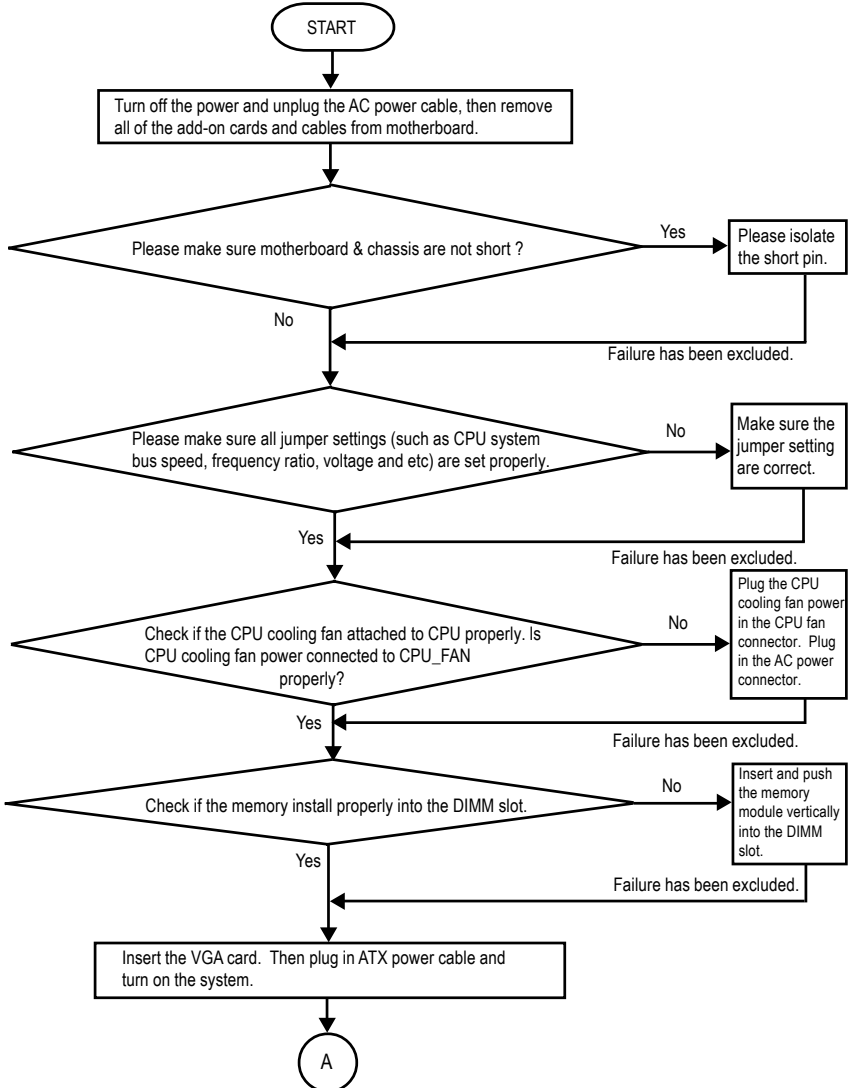 START
Turn off the power and unplug the AC power cable, then remove
all of the add-on cards and cables from motherboard.
Please make sure motherboard & chassis are not short ?
Yes
Please isolate
the short pin.
No
Failure has been excluded.
Please make sure all jumper settings (such as CPU system
bus speed, frequency ratio, voltage and etc) are set properly.
No
Make sure the
jumper setting
are correct.
Yes
Failure has been excluded.
Check if the CPU cooling fan attached to CPU properly. Is
CPU cooling fan power connected to CPU_FAN
properly?
No
Plug the CPU
cooling fan power
in the CPU fan
connector. Plug
in the AC power
connector.
Yes
Failure has been excluded.
Check if the memory install properly into the DIMM slot.
No
Insert and push
the memory
module vertically
into the DIMM
slot.
Yes
Failure has been excluded.
Insert the VGA card. Then plug in ATX power cable and
turn on the system.
A